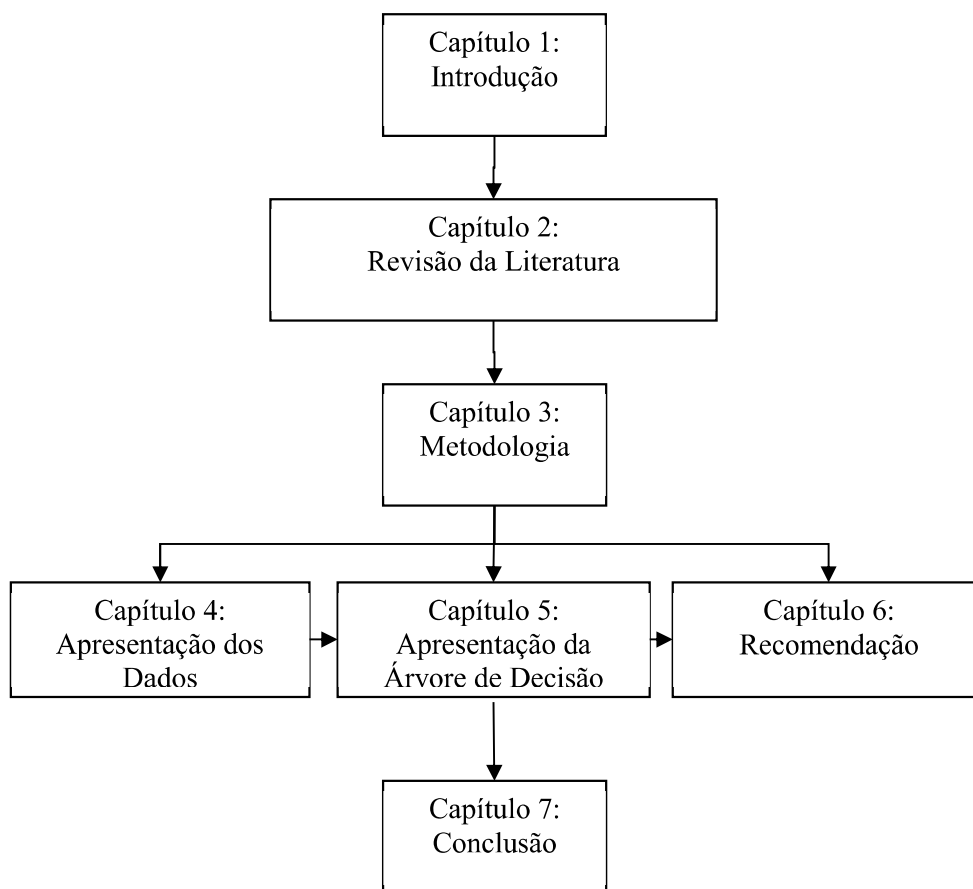 Capítulo 1:
Introdução
Capítulo 2:
Revisão da Literatura
Capítulo 3:
Metodologia
Capítulo 4:
Apresentação dos
Dados
Capítulo 5:
Apresentação da
Árvore de Decisão
Capítulo 6:
Recomendação
Capítulo 7:
Conclusão